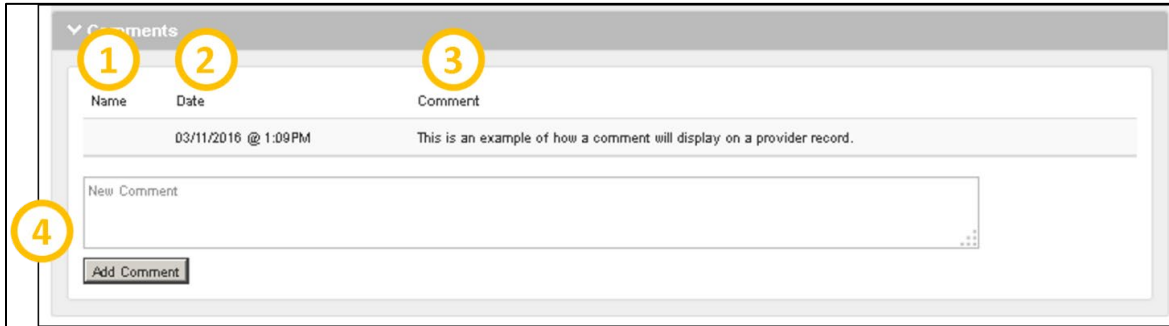 Comments
1 2 3
Name Date Comment
03/11/2016 @ 1:09PM This is an example of how a comment will display on a provider record.
New Comment
4
Add Comment